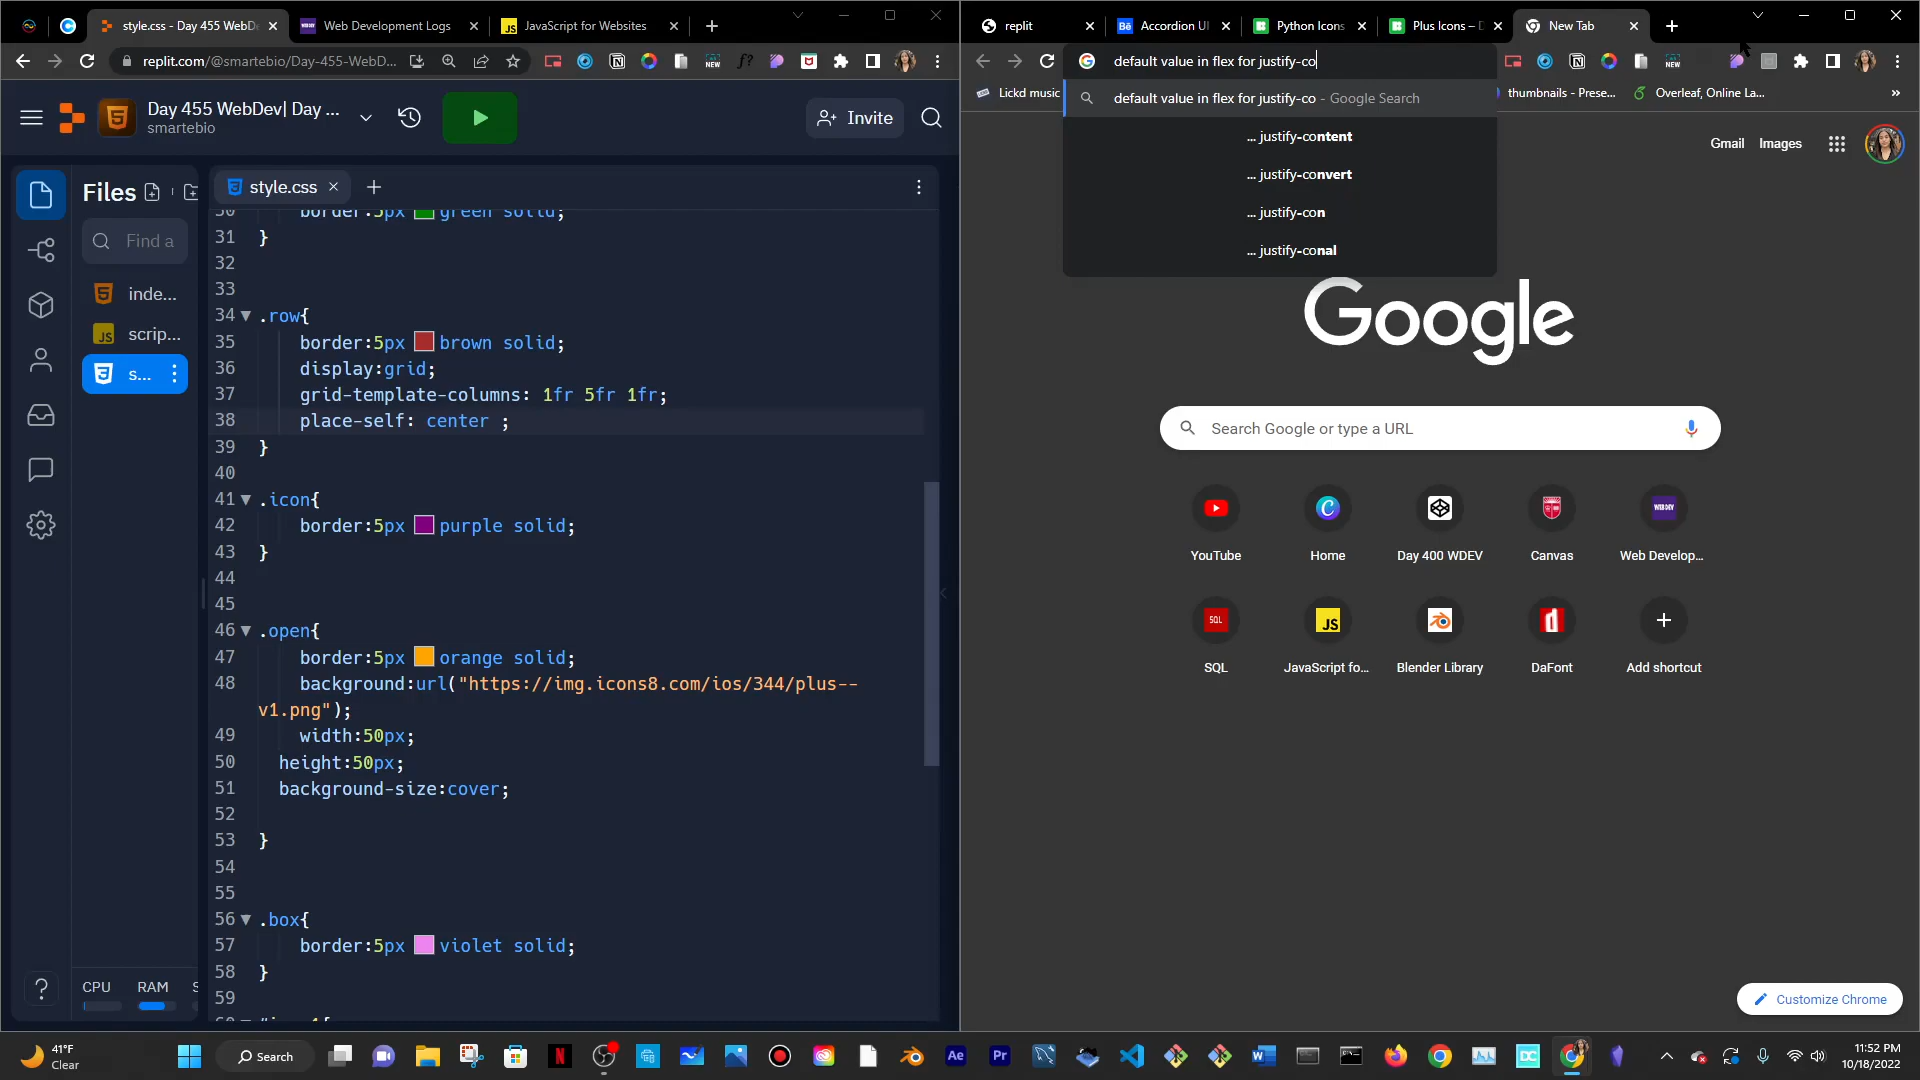 style.css - Day 455 WebDe
Web Development Logs
JavaScript for Websites
replit.com/@smartebio/Day-455-WebD...
Day 455 WebDev| Day ...
smartebio
Invite
Files
style.css
Find a
inde...
scrip...
s...
CPU
RAM
30
border:5px green solid;
31 }
32
33
34 .row{
35 border:5px brown solid;
36 display:grid;
37 grid-template-columns: 1fr 5fr 1fr;
38 place-self: center ;
39 }
40
41 .icon{
42 border:5px purple solid;
43 }
44
45
46 .open{
47 border:5px orange solid;
48 background:url("https://img.icons8.com/ios/344/plus--
v1.png");
49 width:50px;
50 height:50px;
51 background-size:cover;
52
53 }
54
55
56 .box{
57 border:5px violet solid;
58 }
59
replit
Accordion UI
Python Icons
Plus Icons – D
New Tab
default value in flex for justify-co
Lickd music
default value in flex for justify-co - Google Search
thumbnails - Prese...
Overleaf, Online La...
»
... justify-content
... justify-convert
... justify-con
... justify-conal
Gmail
Images
Google
Search Google or type a URL
YouTube
Home
Day 400 WDEV
Canvas
Web Develop...
SQL
JavaScript fo...
Blender Library
DaFont
Add shortcut
Customize Chrome
41°F
Clear
Search
11:52 PM
10/18/2022